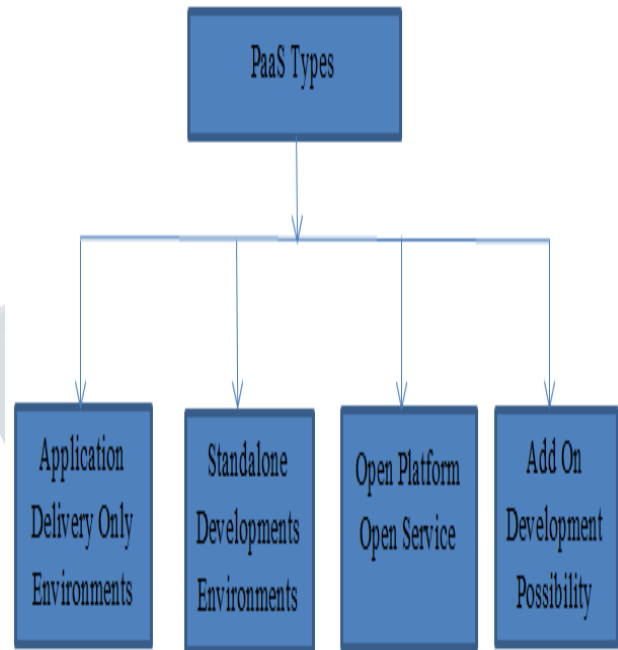 PaaS Types
Application
Delivery Only
Environments
Standalone
Developments
Environments
Open Platform
Open Service
Add On
Development
Possibility